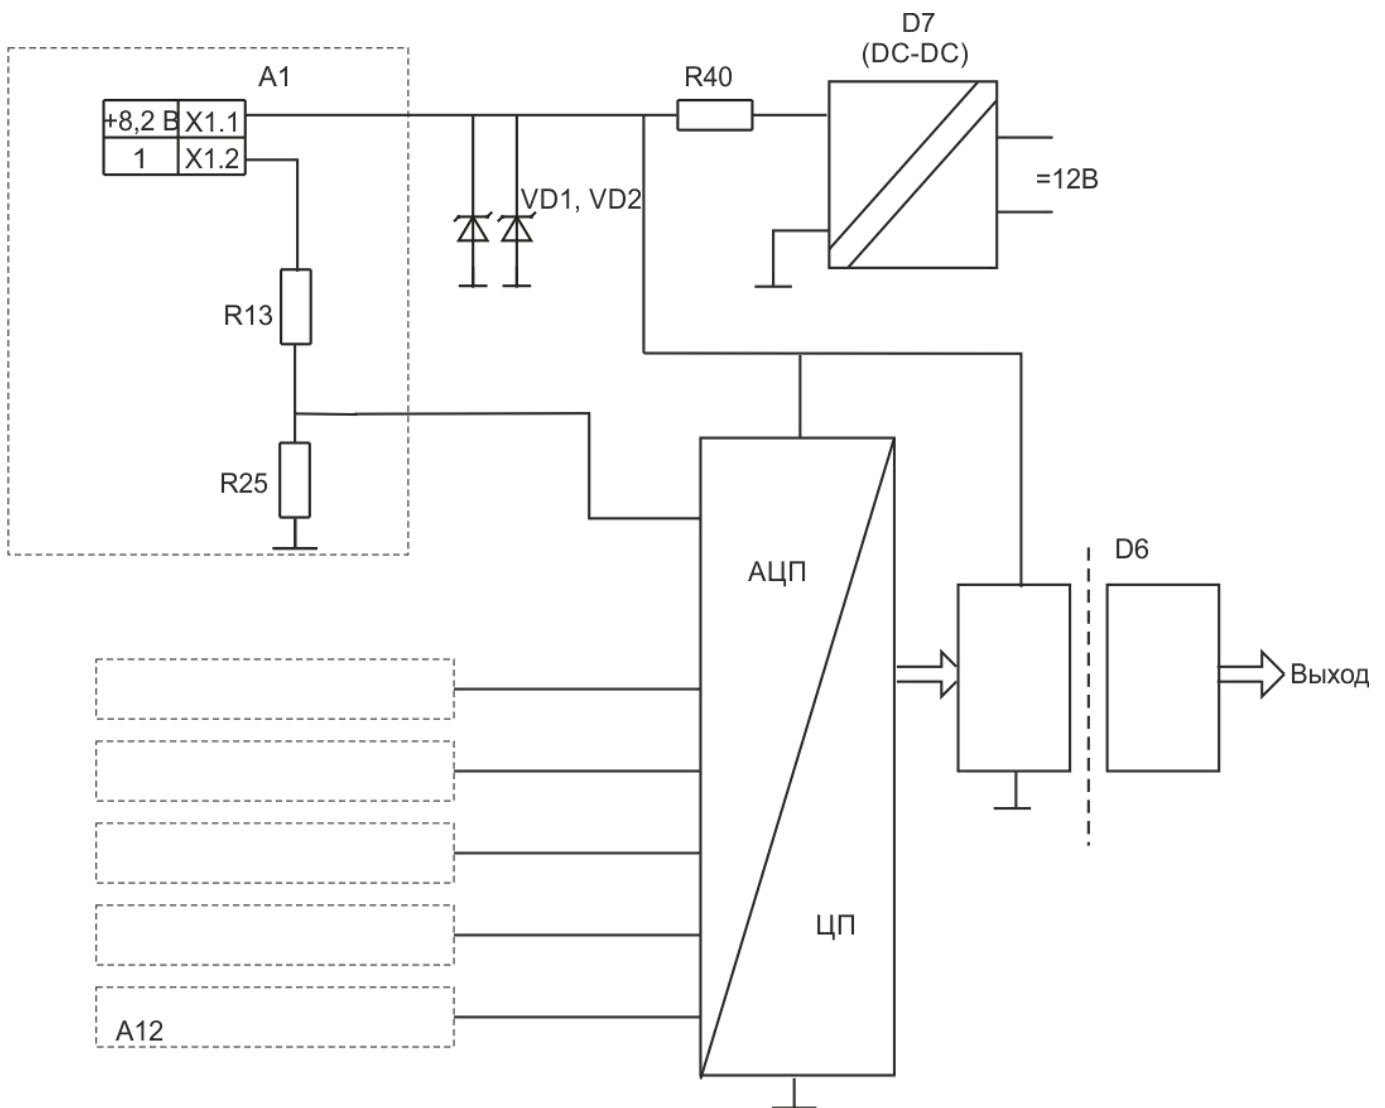 D7
(DC-DC)
A1
R40
+8,2 В X1.1
1 X1.2
=12В
VD1, VD2
R13
R25
D6
АЦП
Выход
ЦП
A12